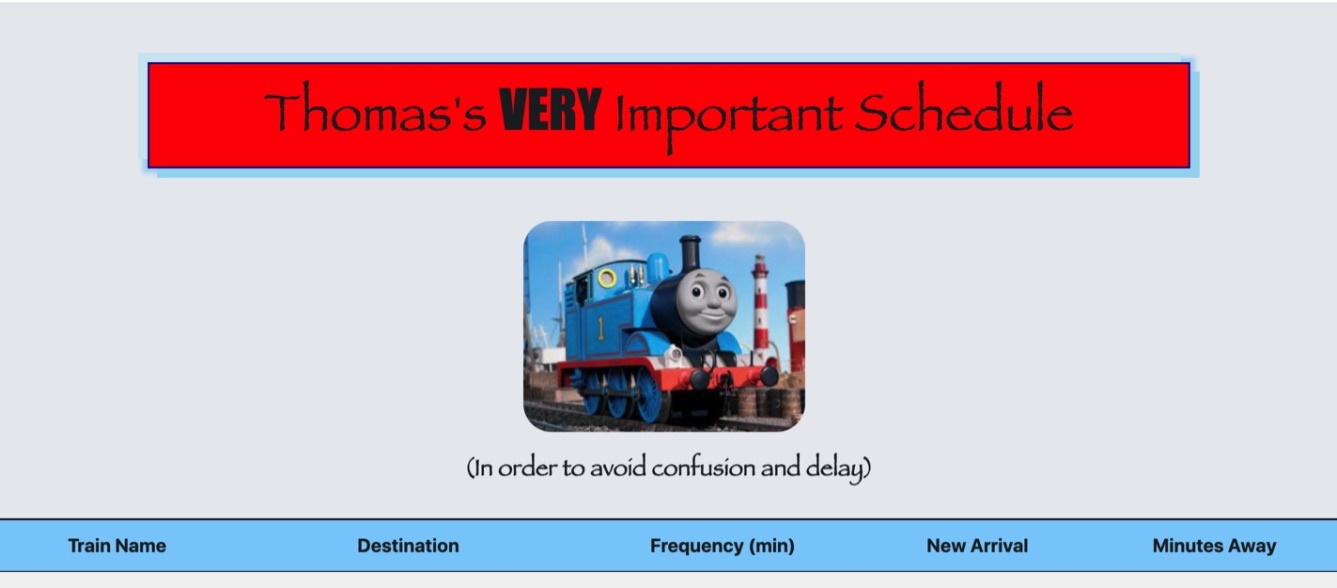 Thomas's VERY Important Schedule
1
(In order to avoid confusion and delay)
Train Name Destination Frequency (min) New Arrival Minutes Away